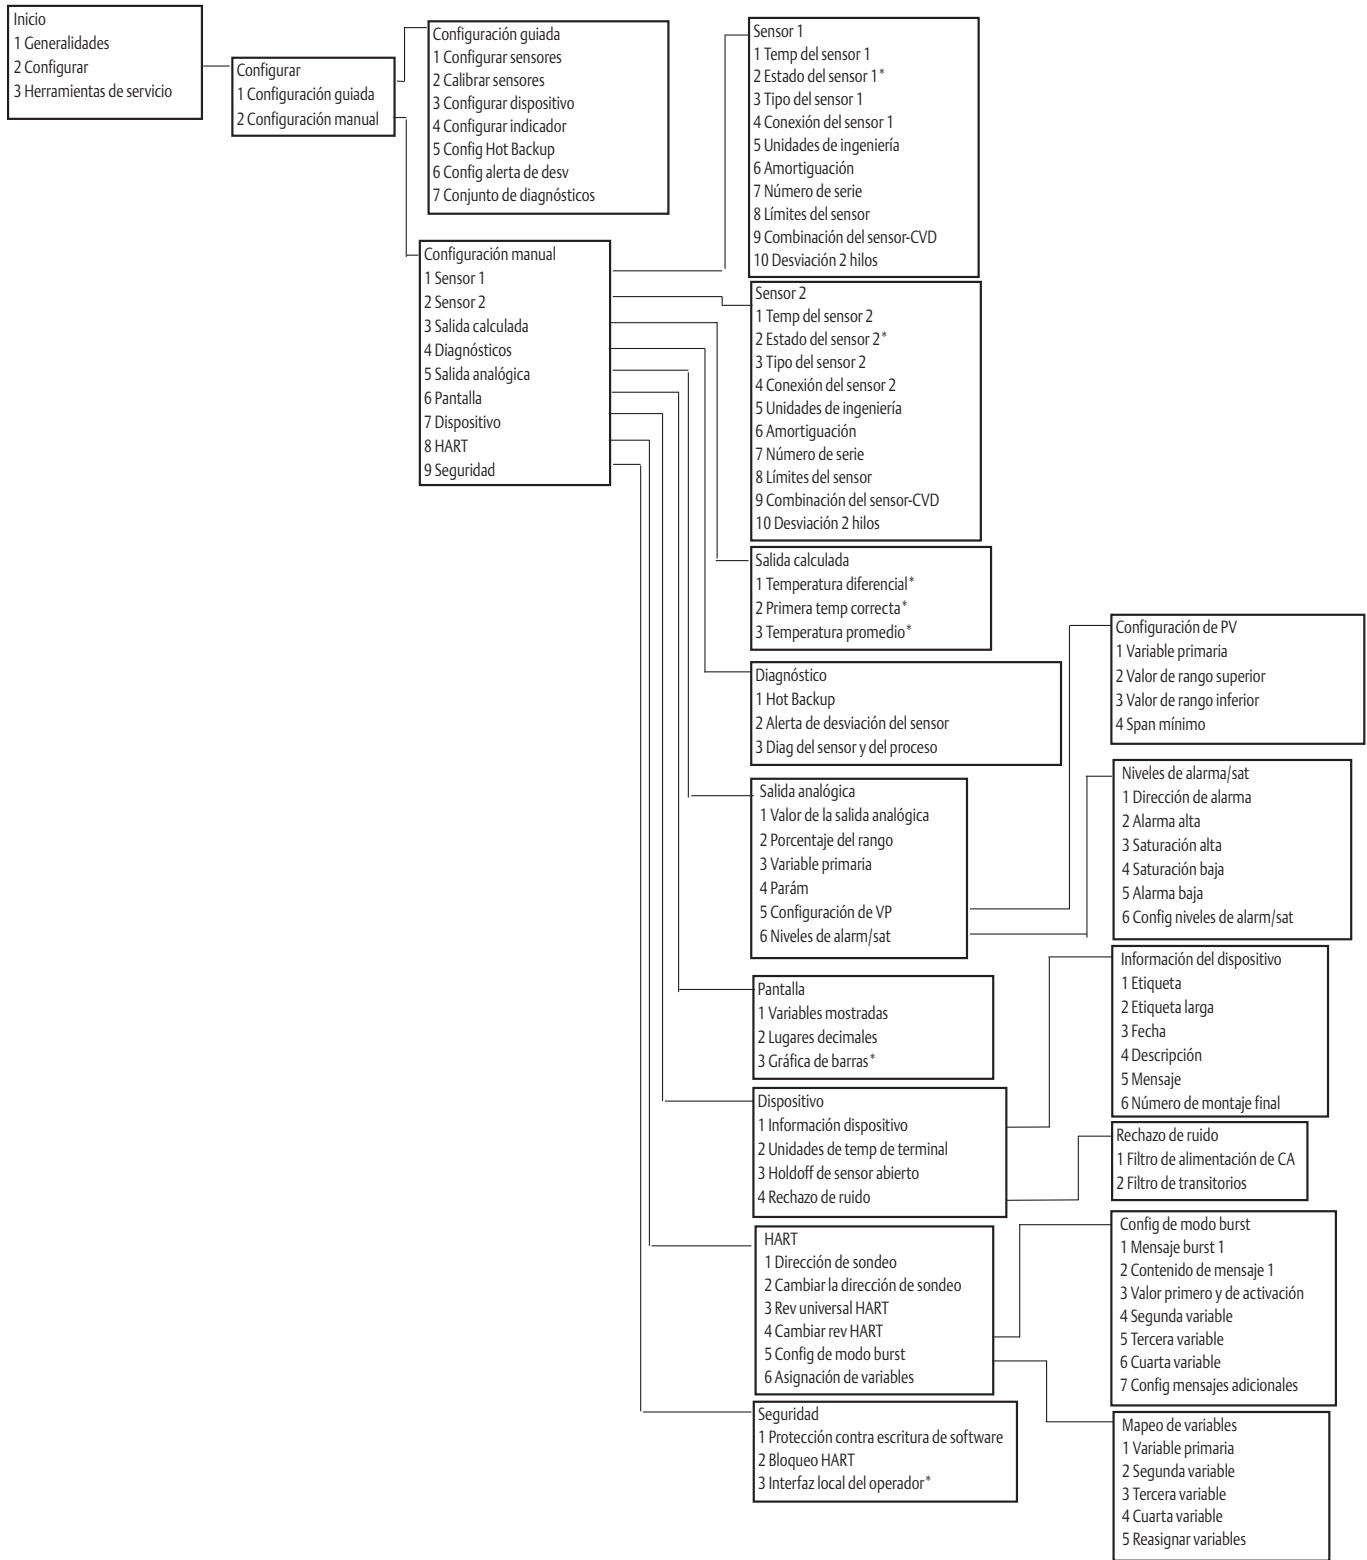 Inicio
1 Generalidades
2 Configurar
3 Herramientas de servicio
Configurar
1 Configuración guiada
2 Configuración manual
Configuración guiada
1 Configurar sensores
2 Calibrar sensores
3 Configurar dispositivo
4 Configurar indicador
5 Config Hot Backup
6 Config alerta de desv
7 Conjunto de diagnósticos
Configuración manual
1 Sensor 1
2 Sensor 2
3 Salida calculada
4 Diagnósticos
5 Salida analógica
6 Pantalla
7 Dispositivo
8 HART
9 Seguridad
Sensor 1
1 Temp del sensor 1
2 Estado del sensor 1*
3 Tipo del sensor 1
4 Conexión del sensor 1
5 Unidades de ingeniería
6 Amortiguación
7 Número de serie
8 Límites del sensor
9 Combinación del sensor-CVD
10 Desviación 2 hilos
Sensor 2
1 Temp del sensor 2
2 Estado del sensor 2*
3 Tipo del sensor 2
4 Conexión del sensor 2
5 Unidades de ingeniería
6 Amortiguación
7 Número de serie
8 Límites del sensor
9 Combinación del sensor-CVD
10 Desviación 2 hilos
Salida calculada
1 Temperatura diferencial*
2 Primera temp correcta*
3 Temperatura promedio*
Diagnóstico
1 Hot Backup
2 Alerta de desviación del sensor
3 Diag del sensor y del proceso
Salida analógica
1 Valor de la salida analógica
2 Porcentaje del rango
3 Variable primaria
4 Parám
5 Configuración de VP
6 Niveles de alarm/sat
Pantalla
1 Variables mostradas
2 Lugares decimales
3 Gráfica de barras*
Dispositivo
1 Información dispositivo
2 Unidades de temp de terminal
3 Holdoff de sensor abierto
4 Rechazo de ruido
HART
1 Dirección de sondeo
2 Cambiar la dirección de sondeo
3 Rev universal HART
4 Cambiar rev HART
5 Config de modo burst
6 Asignación de variables
Seguridad
1 Protección contra escritura de software
2 Bloqueo HART
3 Interfaz local del operador*
Configuración de PV
1 Variable primaria
2 Valor de rango superior
3 Valor de rango inferior
4 Span mínimo
Niveles de alarma/sat
1 Dirección de alarma
2 Alarma alta
3 Saturación alta
4 Saturación baja
5 Alarma baja
6 Config niveles de alarm/sat
Información del dispositivo
1 Etiqueta
2 Etiqueta larga
3 Fecha
4 Descripción
5 Mensaje
6 Número de montaje final
Rechazo de ruido
1 Filtro de alimentación de CA
2 Filtro de transitorios
Config de modo burst
1 Mensaje burst 1
2 Contenido de mensaje 1
3 Valor primero y de activación
4 Segunda variable
5 Tercera variable
6 Cuarta variable
7 Config mensajes adicionales
Mapeo de variables
1 Variable primaria
2 Segunda variable
3 Tercera variable
4 Cuarta variable
5 Reasignar variables